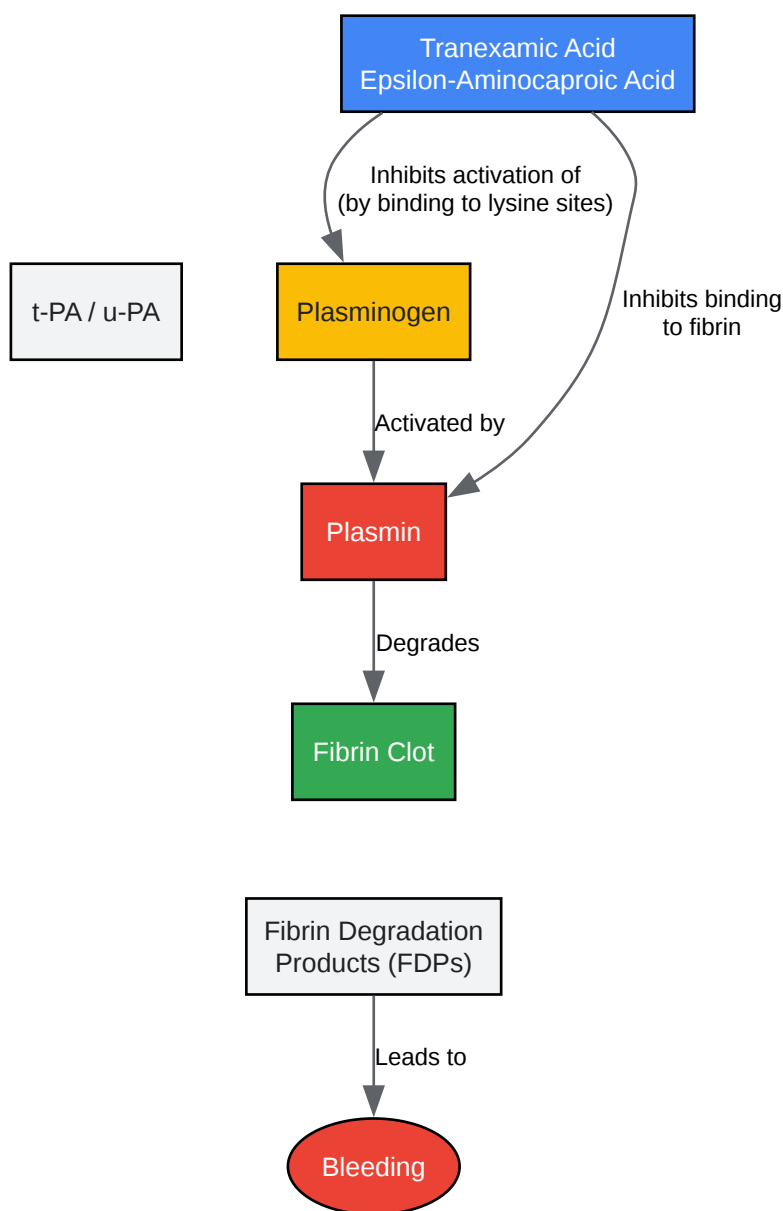 Tranexamic Acid
Epsilon-Aminocaproic Acid
Inhibits activation of
(by binding to lysine sites)
t-PA / u-PA
Plasminogen
Inhibits binding
to fibrin
Activated by
Plasmin
Degrades
Fibrin Clot
Fibrin Degradation
Products (FDPs)
Leads to
Bleeding